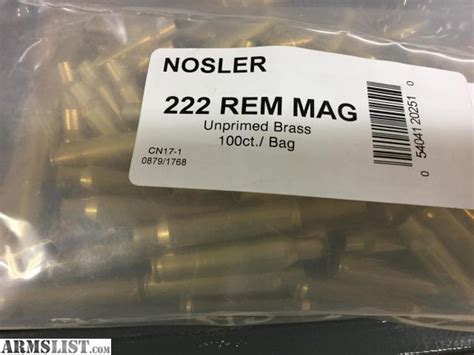 NOSLER
222 REM MAG
Unprimed Brass
100ct./ Bag
CN17-1
0879/1768
0 54041 20251 0
ARMSLIST.com